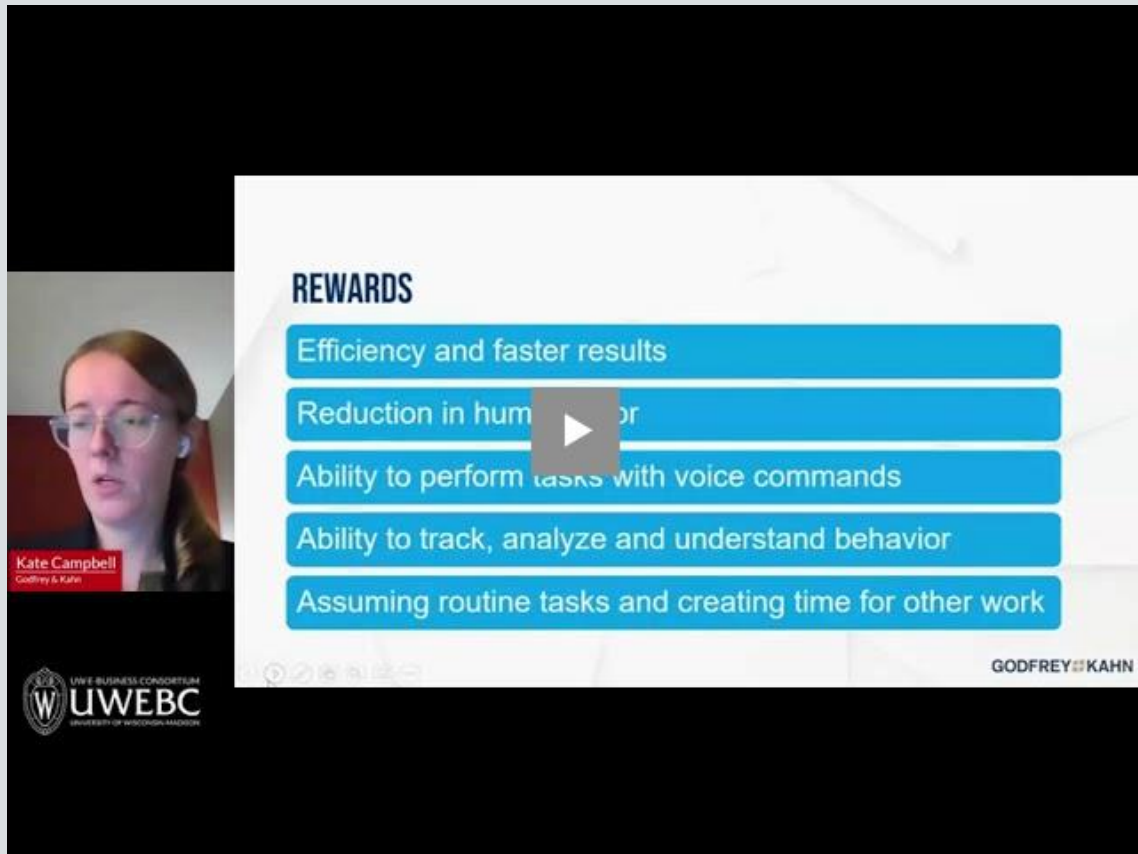 REWARDS
Efficiency and faster results
Reduction in hum or
Ability to perform tasks with voice commands
Ability to track, analyze and understand behavior
Assuming routine tasks and creating time for other work
GODFREY KAHN
Kate Campbell
Godfrey & Kahn
UW E-BUSINESS CONSORTIUM
W UWEBC
UNIVERSITY OF WISCONSIN-MADISON